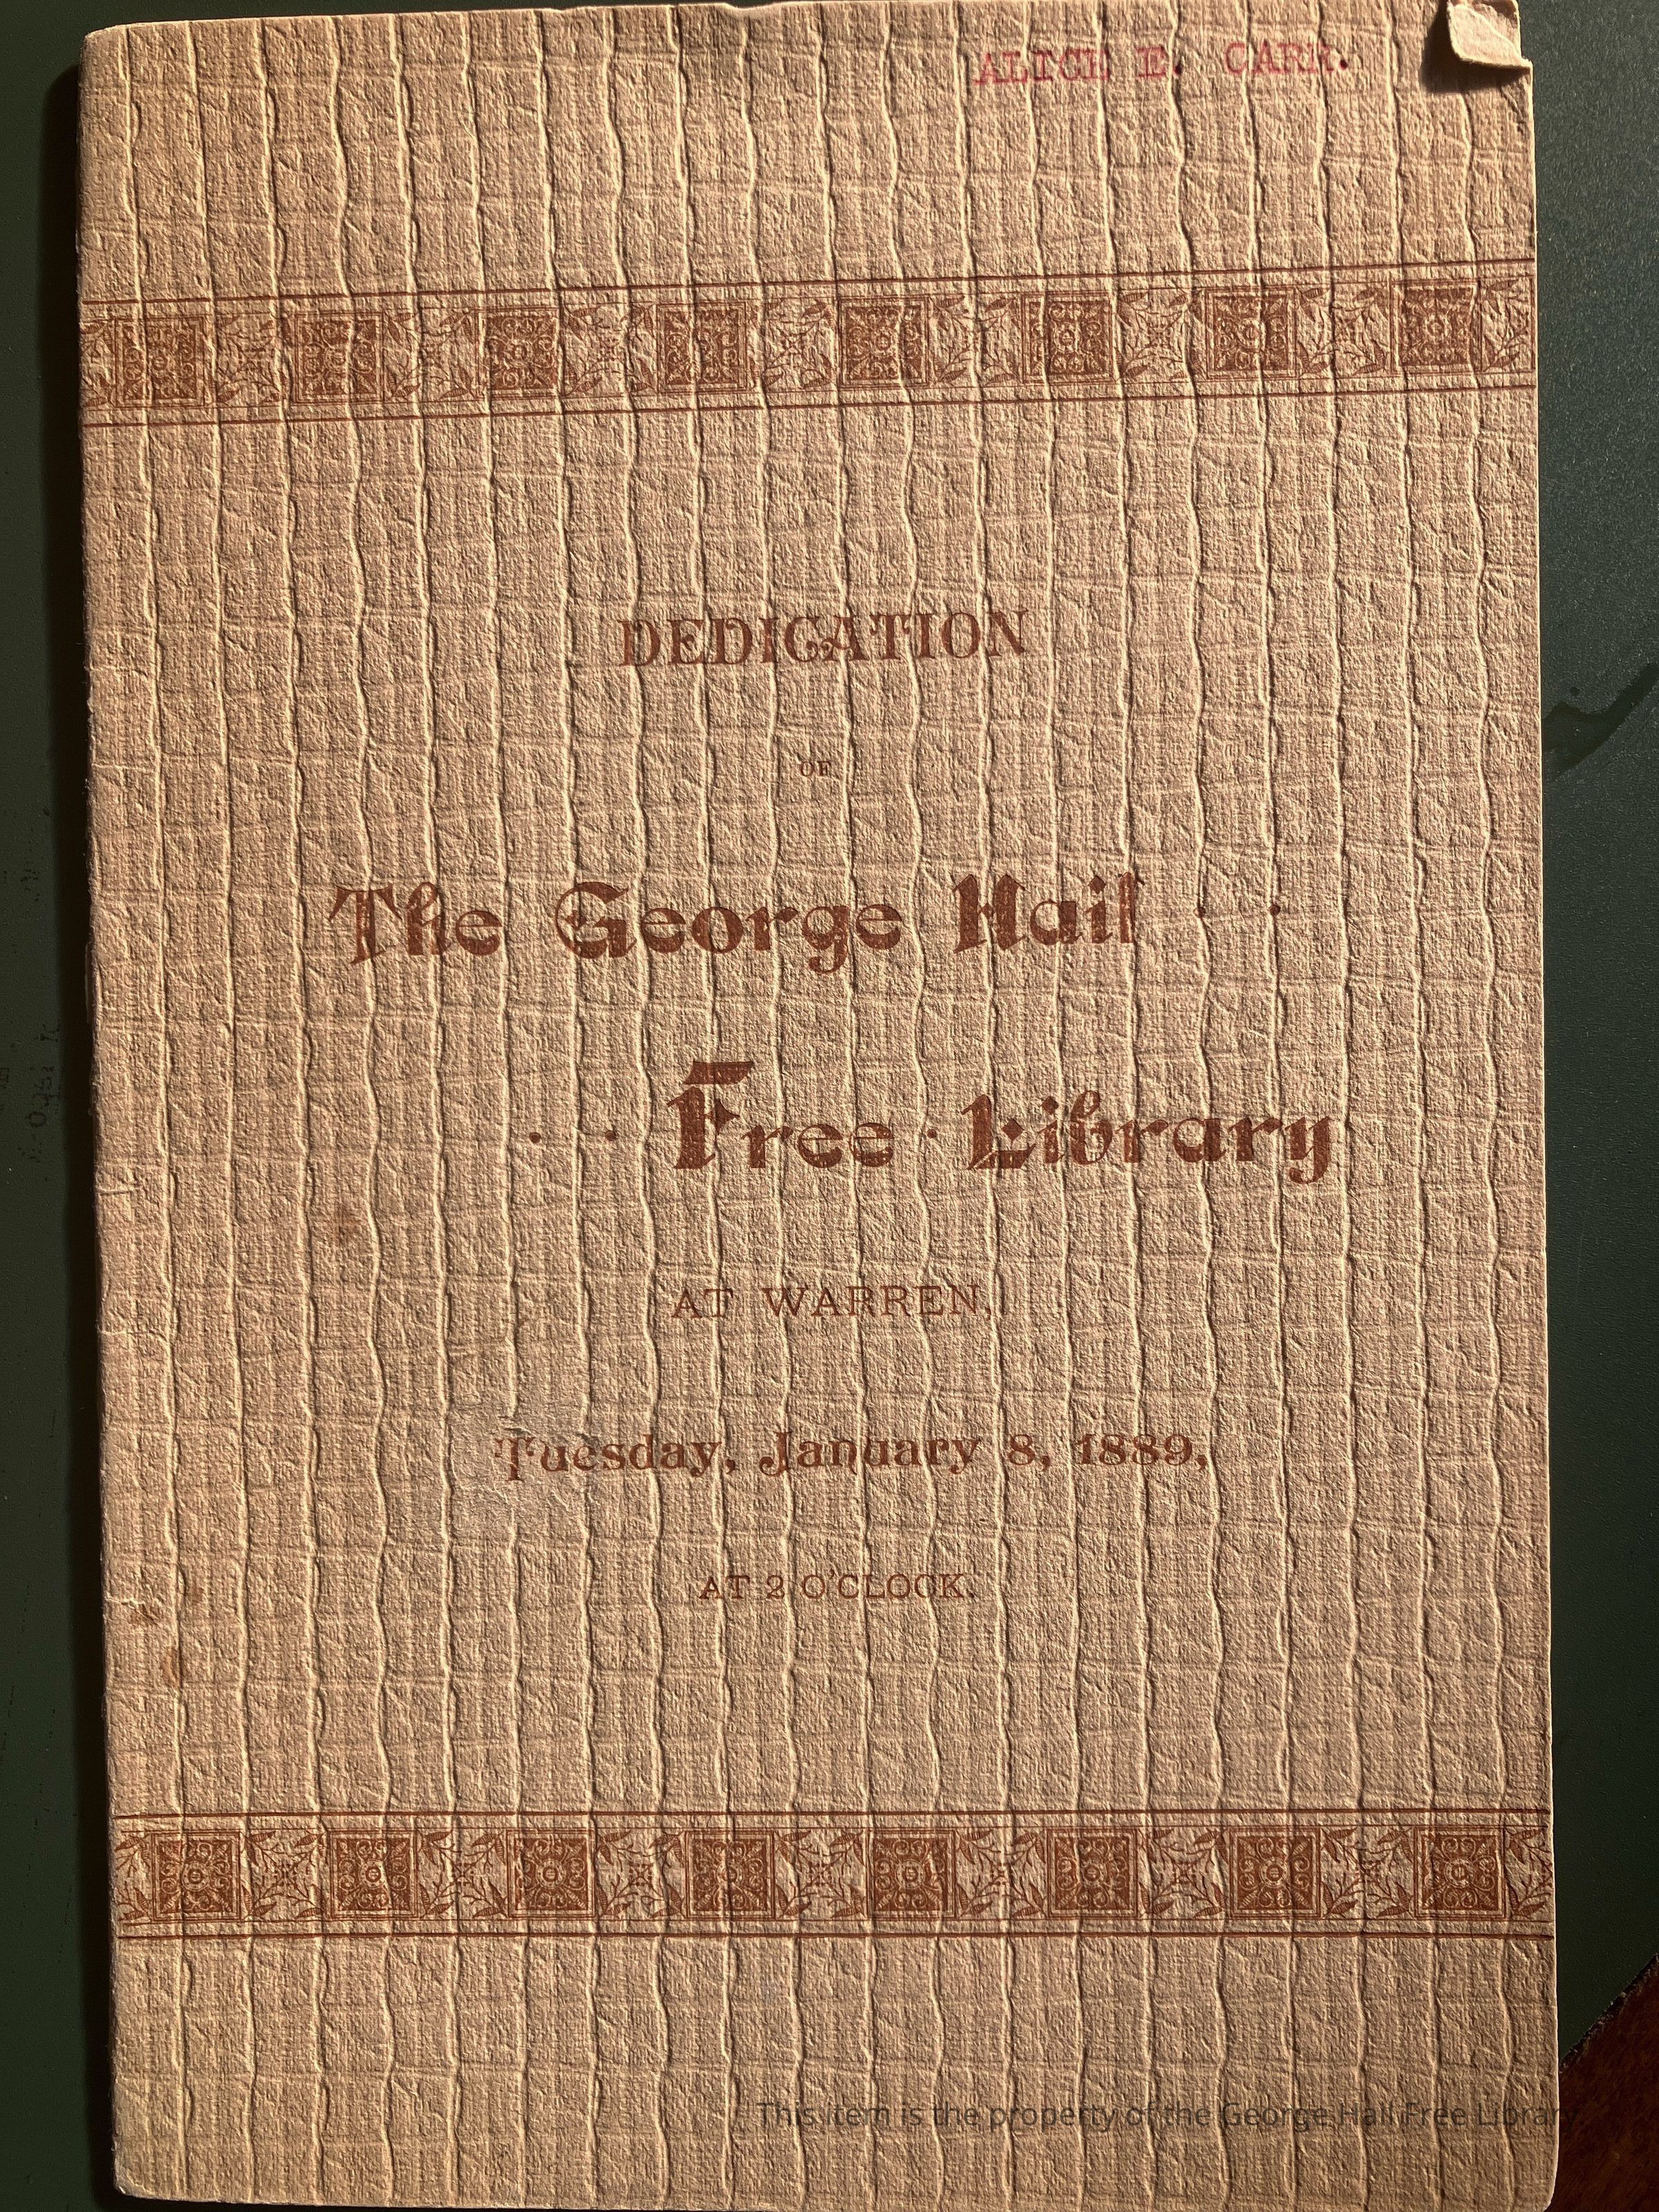 ALICE E. CARR.
DEDICATION
OF
The George Hail . .
. . Free . Library
AT WARREN,
Tuesday, January 8, 1889,
AT 2 O'CLOCK.
This item is the property of the George Hail Free Library.